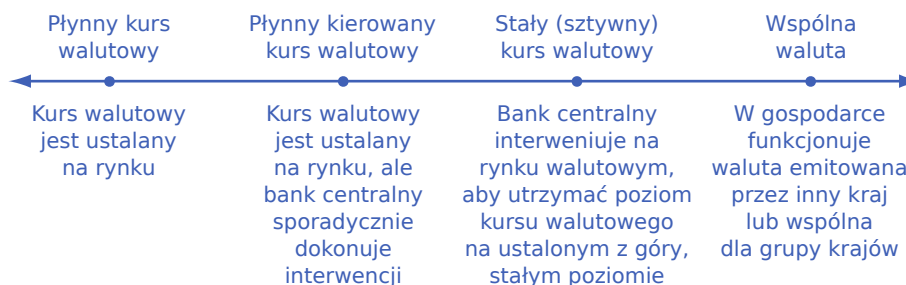 Płynny kurs
walutowy
Płynny kierowany
kurs walutowy
Stały (sztywny)
kurs walutowy
Wspólna
waluta
Kurs walutowy
jest ustalany
na rynku
Kurs walutowy
jest ustalany
na rynku, ale
bank centralny
sporadycznie
dokonuje
interwencji
Bank centralny
interweniuje na
rynku walutowym,
aby utrzymać poziom
kursu walutowego
na ustalonym z góry,
stałym poziomie
W gospodarce
funkcjonuje
waluta emitowana
przez inny kraj
lub wspólna
dla grupy krajów